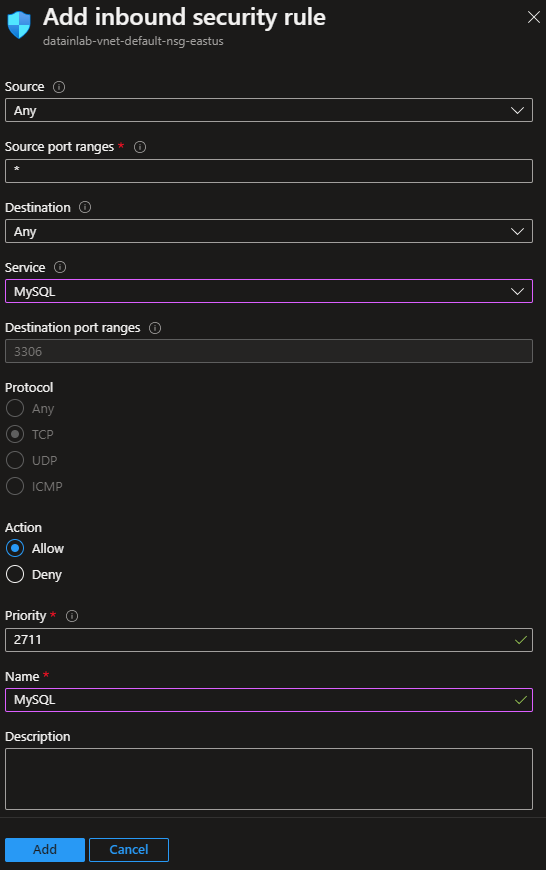 Add inbound security rule
datainlab-vnet-default-nsg-eastus
Source
Any
Source port ranges *
*
Destination
Any
Service
MySQL
Destination port ranges
3306
Protocol
Any
TCP
UDP
ICMP
Action
Allow
Deny
Priority *
2711
Name *
MySQL
Description
Add Cancel